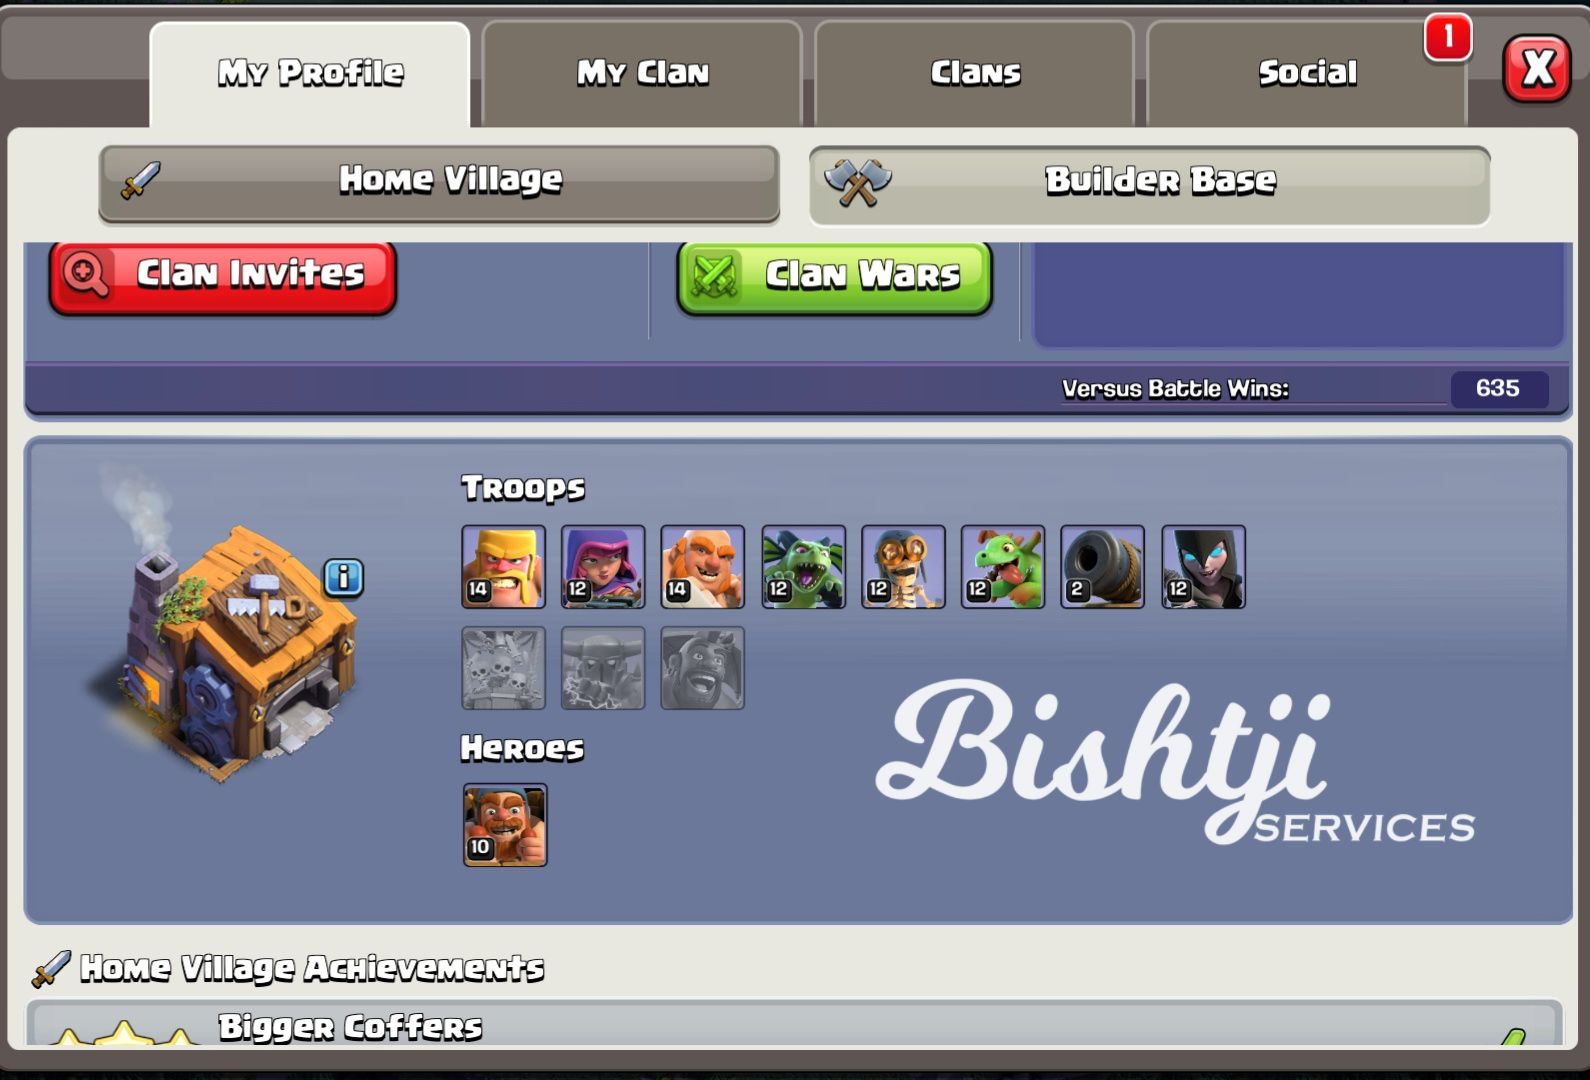 My Profile
My Clan
Clans
Social
1
X
Home Village
Builder Base
Clan Invites
Clan Wars
Versus Battle Wins:
635
Troops
i
14
12
14
12
12
12
2
12
Heroes
10
Bishtji
SERVICES
Home Village Achievements
Bigger Coffers